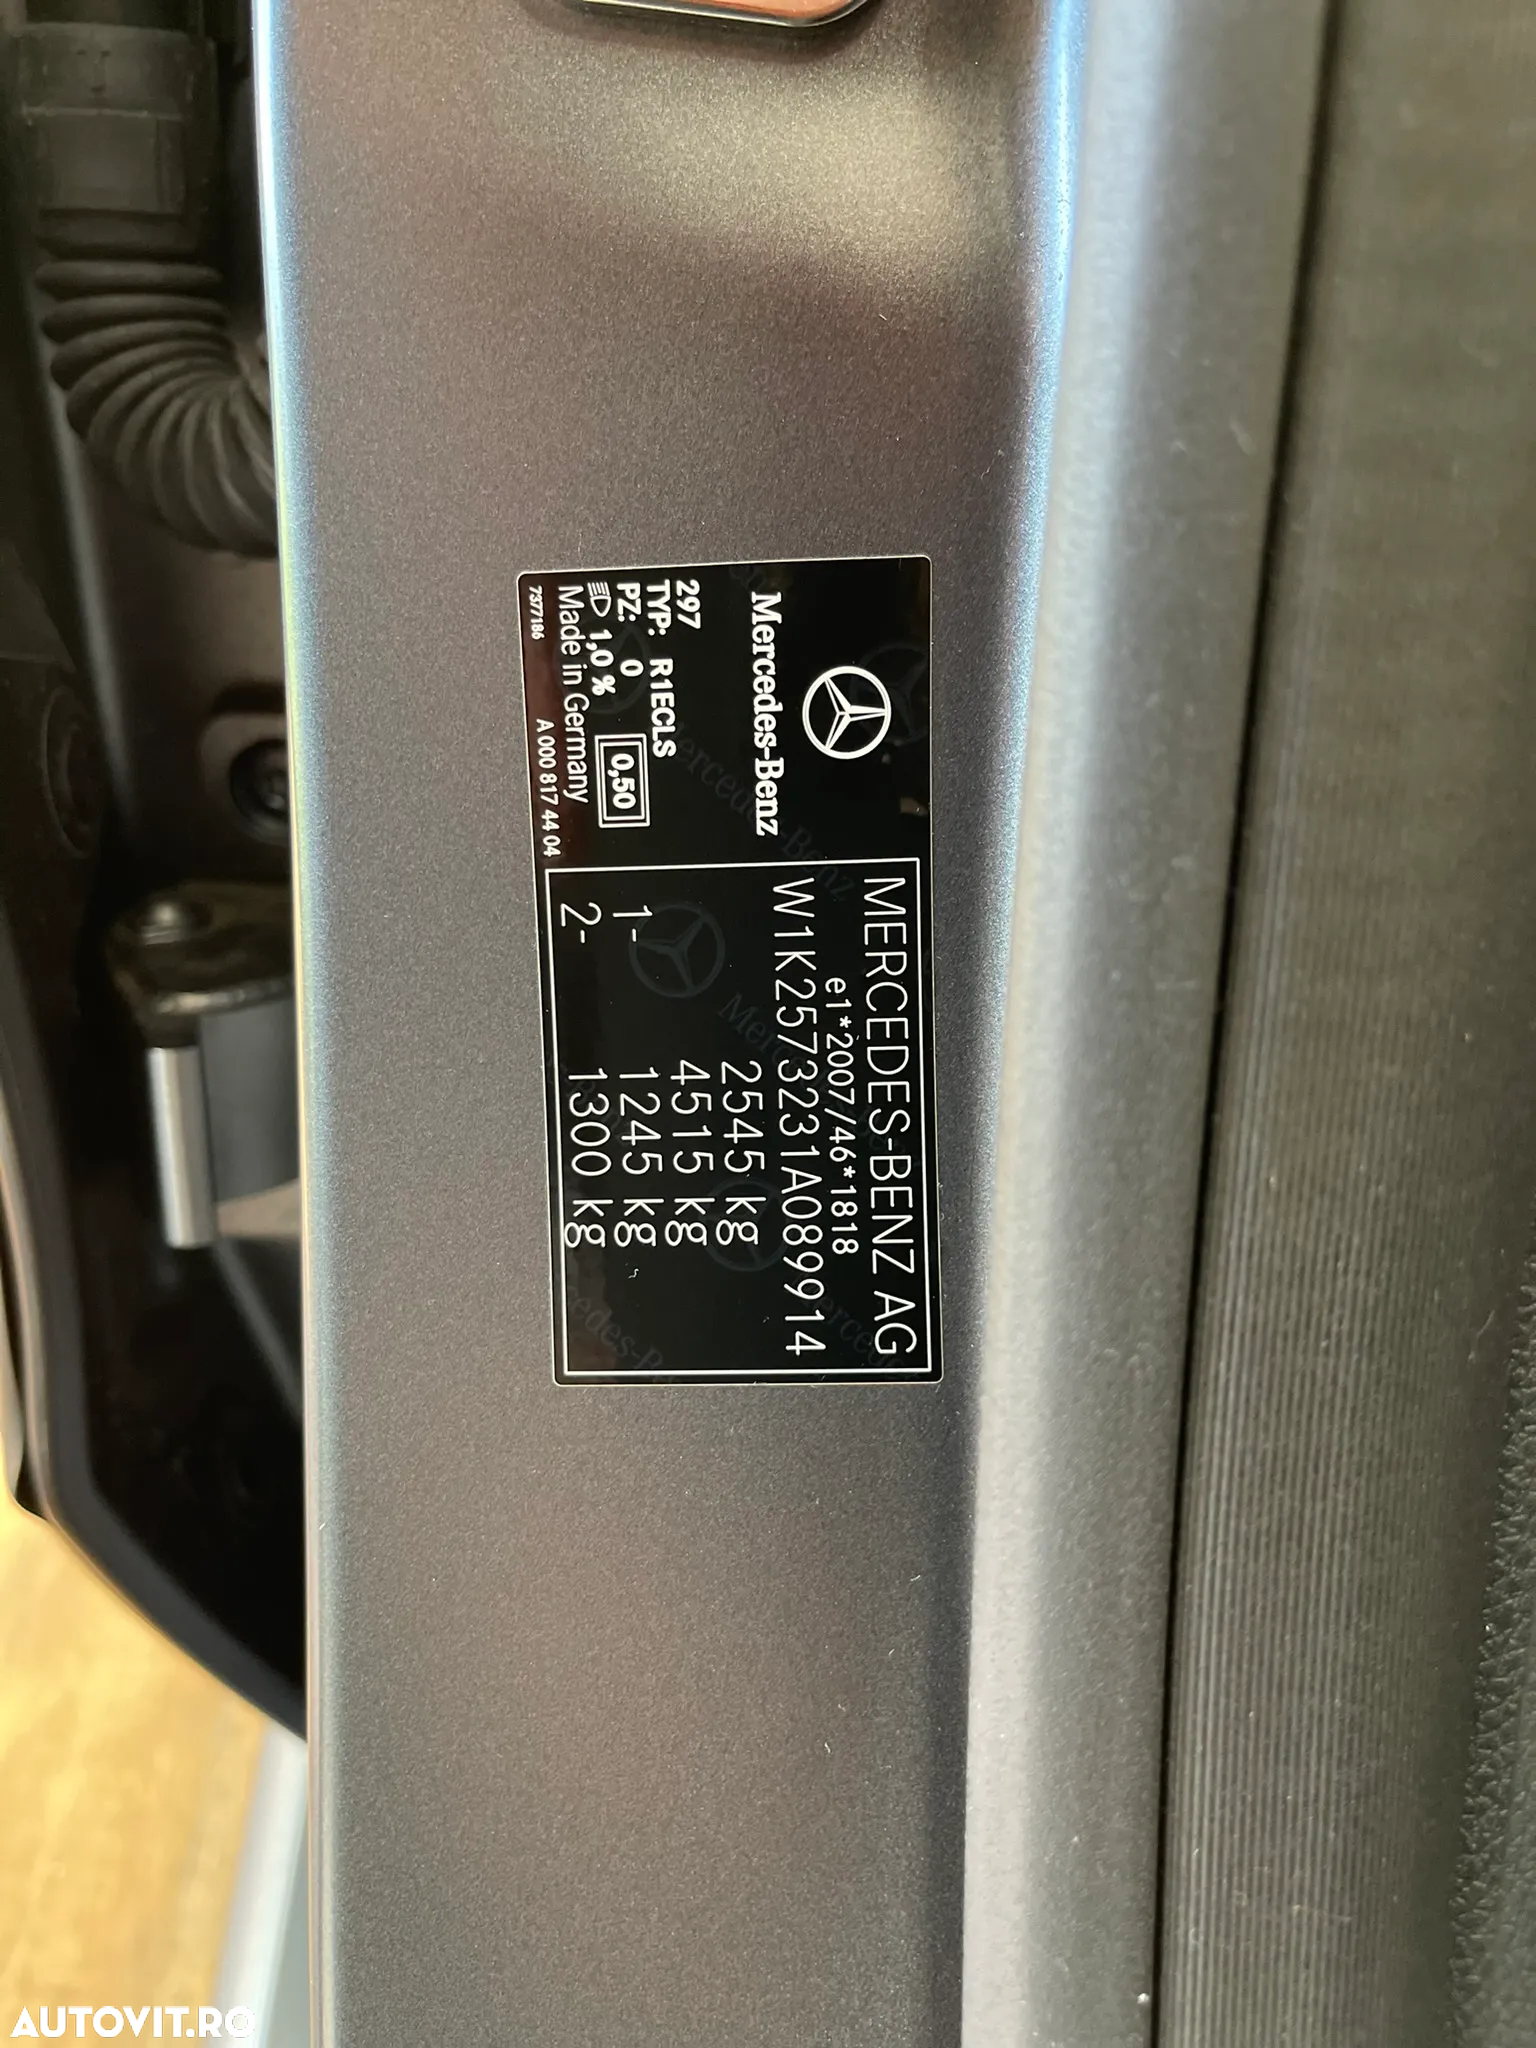 Mercedes-Benz
297
TYP: R1ECLS
PZ: 0
1,0 %
0,50
Made in Germany
7377186
A 000 817 44 04
MERCEDES-BENZ AG
e1*2007/46*1818
W1K2573231A089914
2545 kg
4515 kg
1- 1245 kg
2- 1300 kg
AUTOVIT.RO